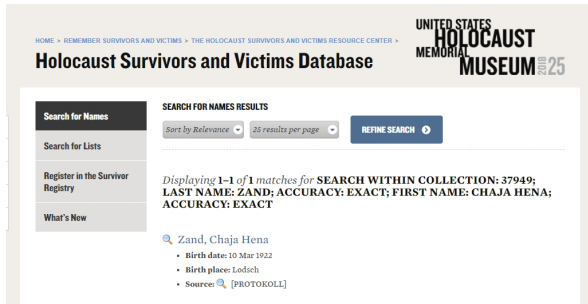 HOME > REMEMBER SURVIVORS AND VICTIMS > THE HOLOCAUST SURVIVORS AND VICTIMS RESOURCE CENTER >
Holocaust Survivors and Victims Database
UNITED STATES
HOLOCAUST
MEMORIAL
MUSEUM 2018 25
Search for Names
Search for Lists
Register in the Survivor
Registry
What's New
SEARCH FOR NAMES RESULTS
Sort by Relevance 25 results per page REFINE SEARCH
Displaying 1–1 of 1 matches for SEARCH WITHIN COLLECTION: 37949;
LAST NAME: ZAND; ACCURACY: EXACT; FIRST NAME: CHAJA HENA;
ACCURACY: EXACT
Zand, Chaja Hena
• Birth date: 10 Mar 1922
• Birth place: Lodsch
• Source: [PROTOKOLL]